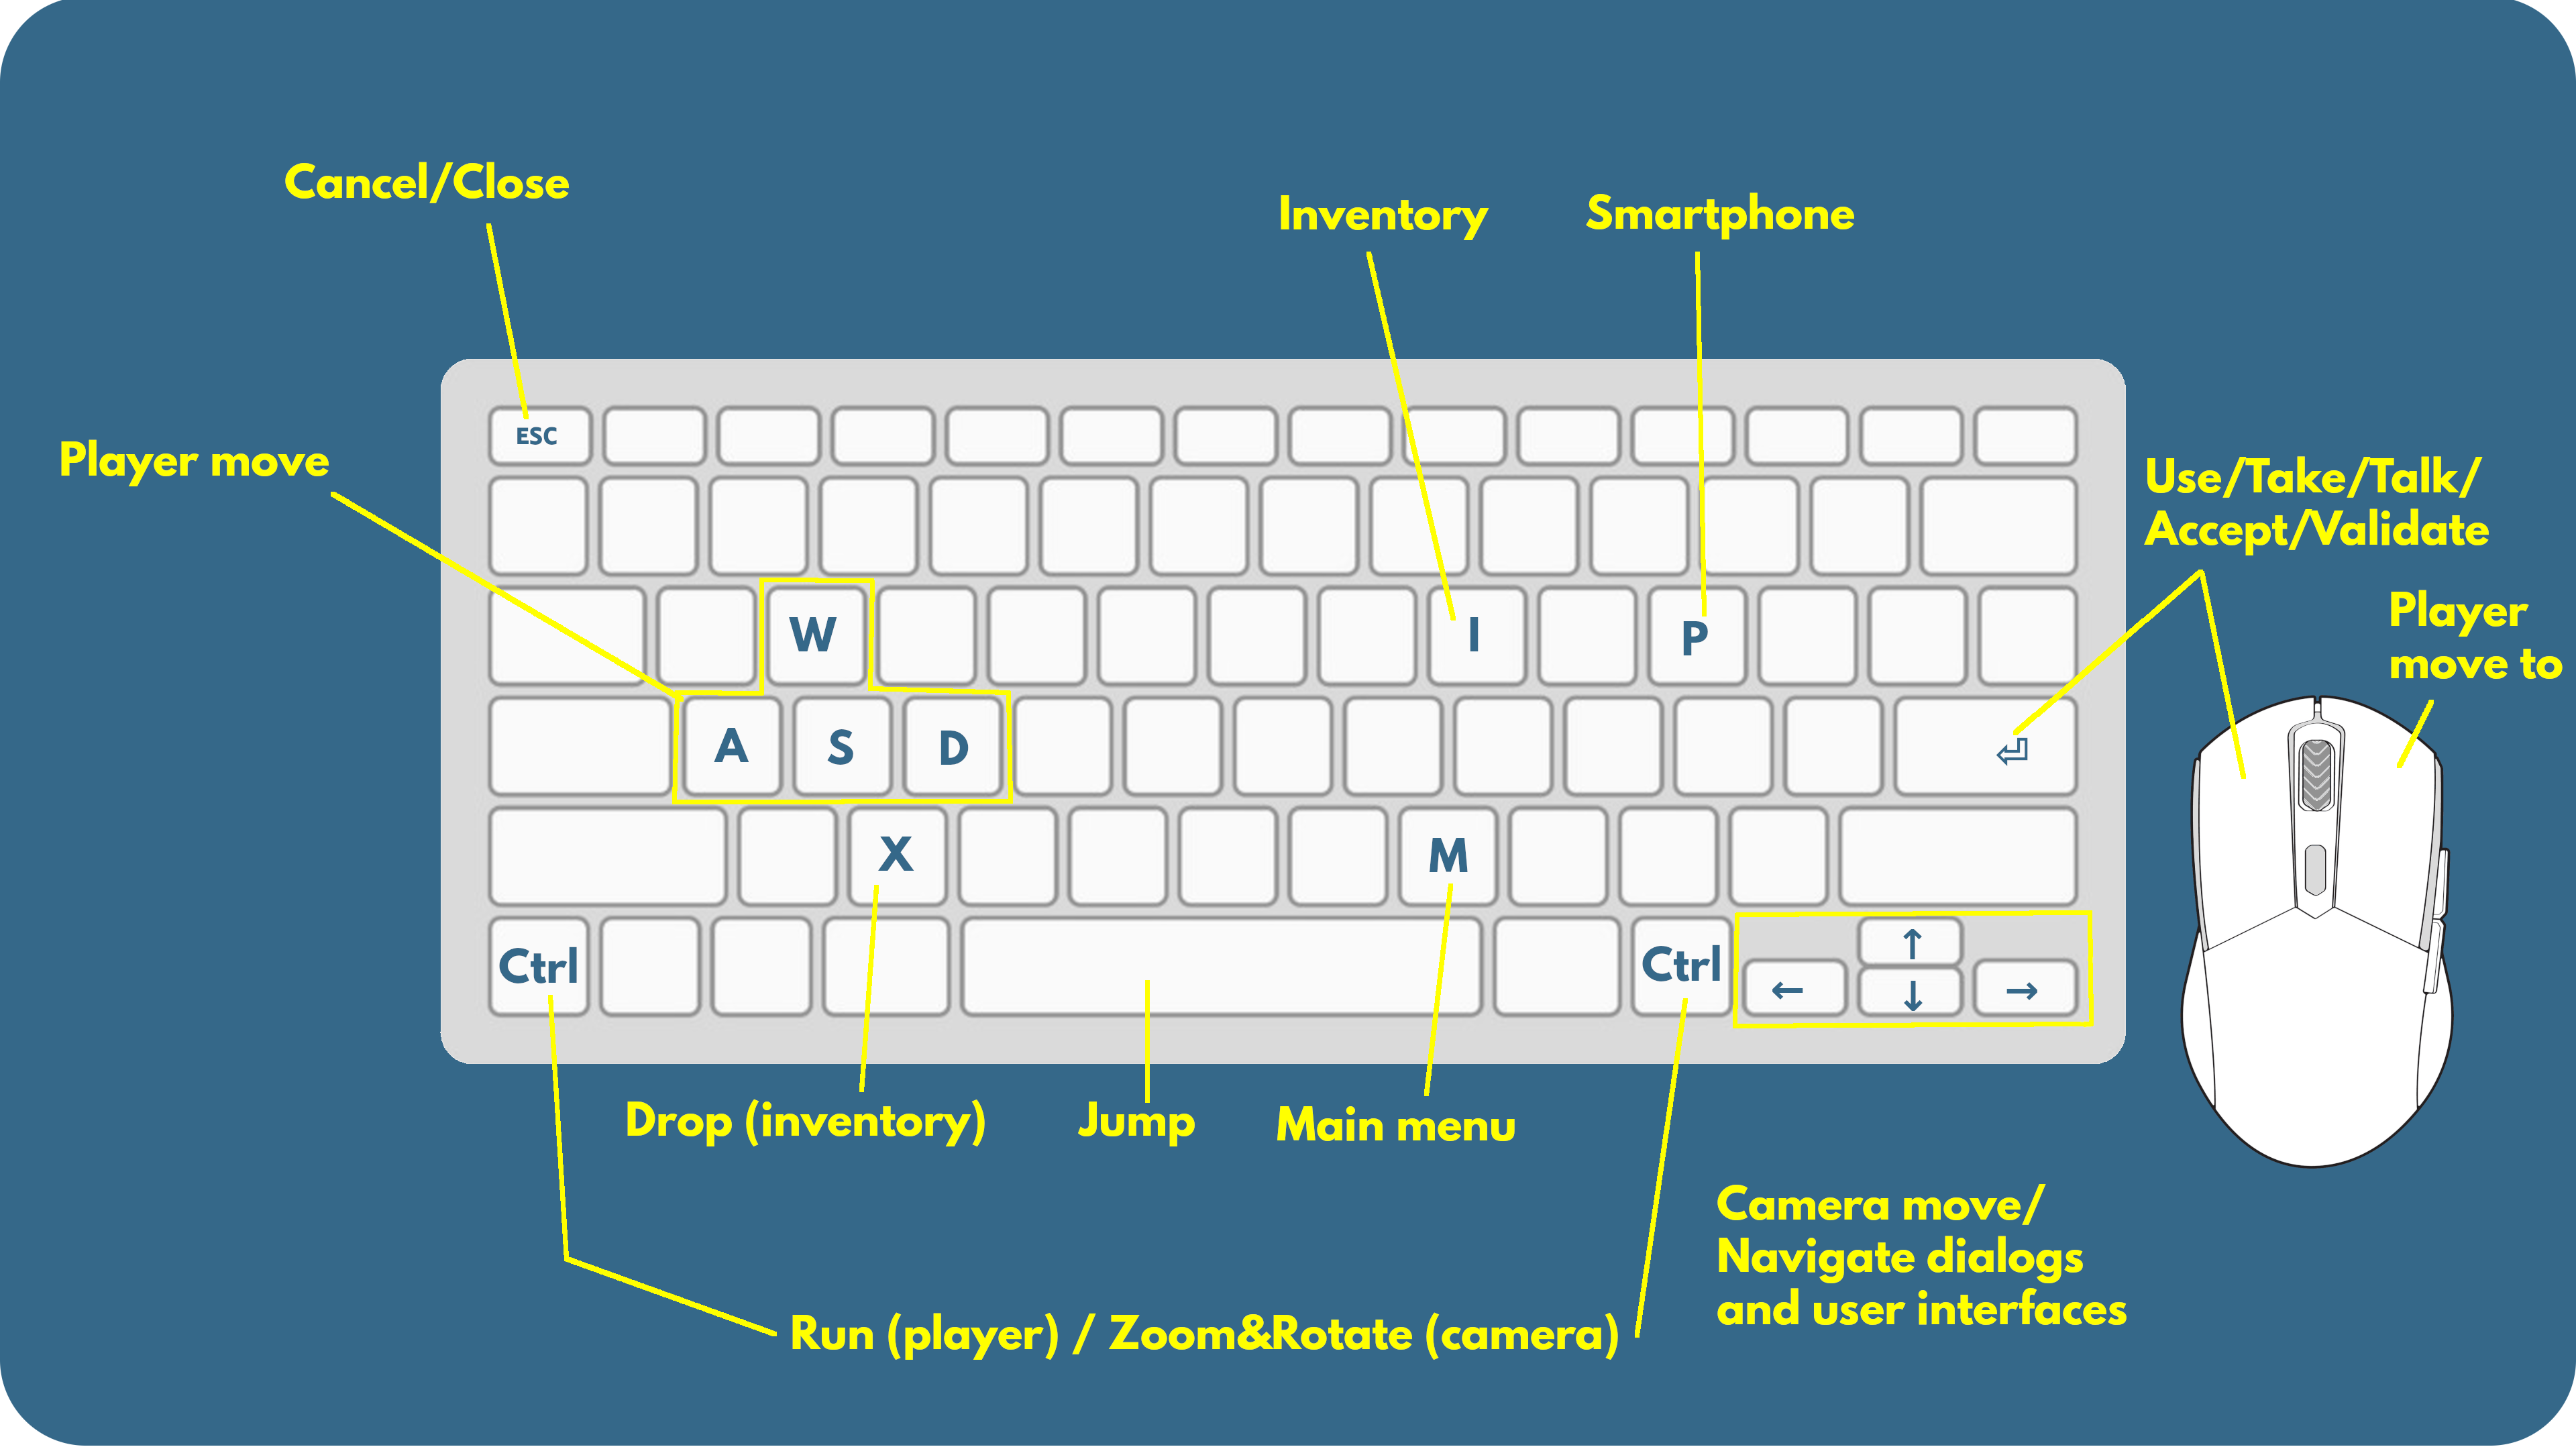 Cancel/Close
Inventory
Smartphone
Player move
Use/Take/Talk/
Accept/Validate
Player
move to
ESC
W
I
P
A
S
D
⏎
X
M
Ctrl
Ctrl
↑
←
↓
→
Drop (inventory)
Jump
Main menu
Camera move/
Navigate dialogs
and user interfaces
Run (player) / Zoom&Rotate (camera)